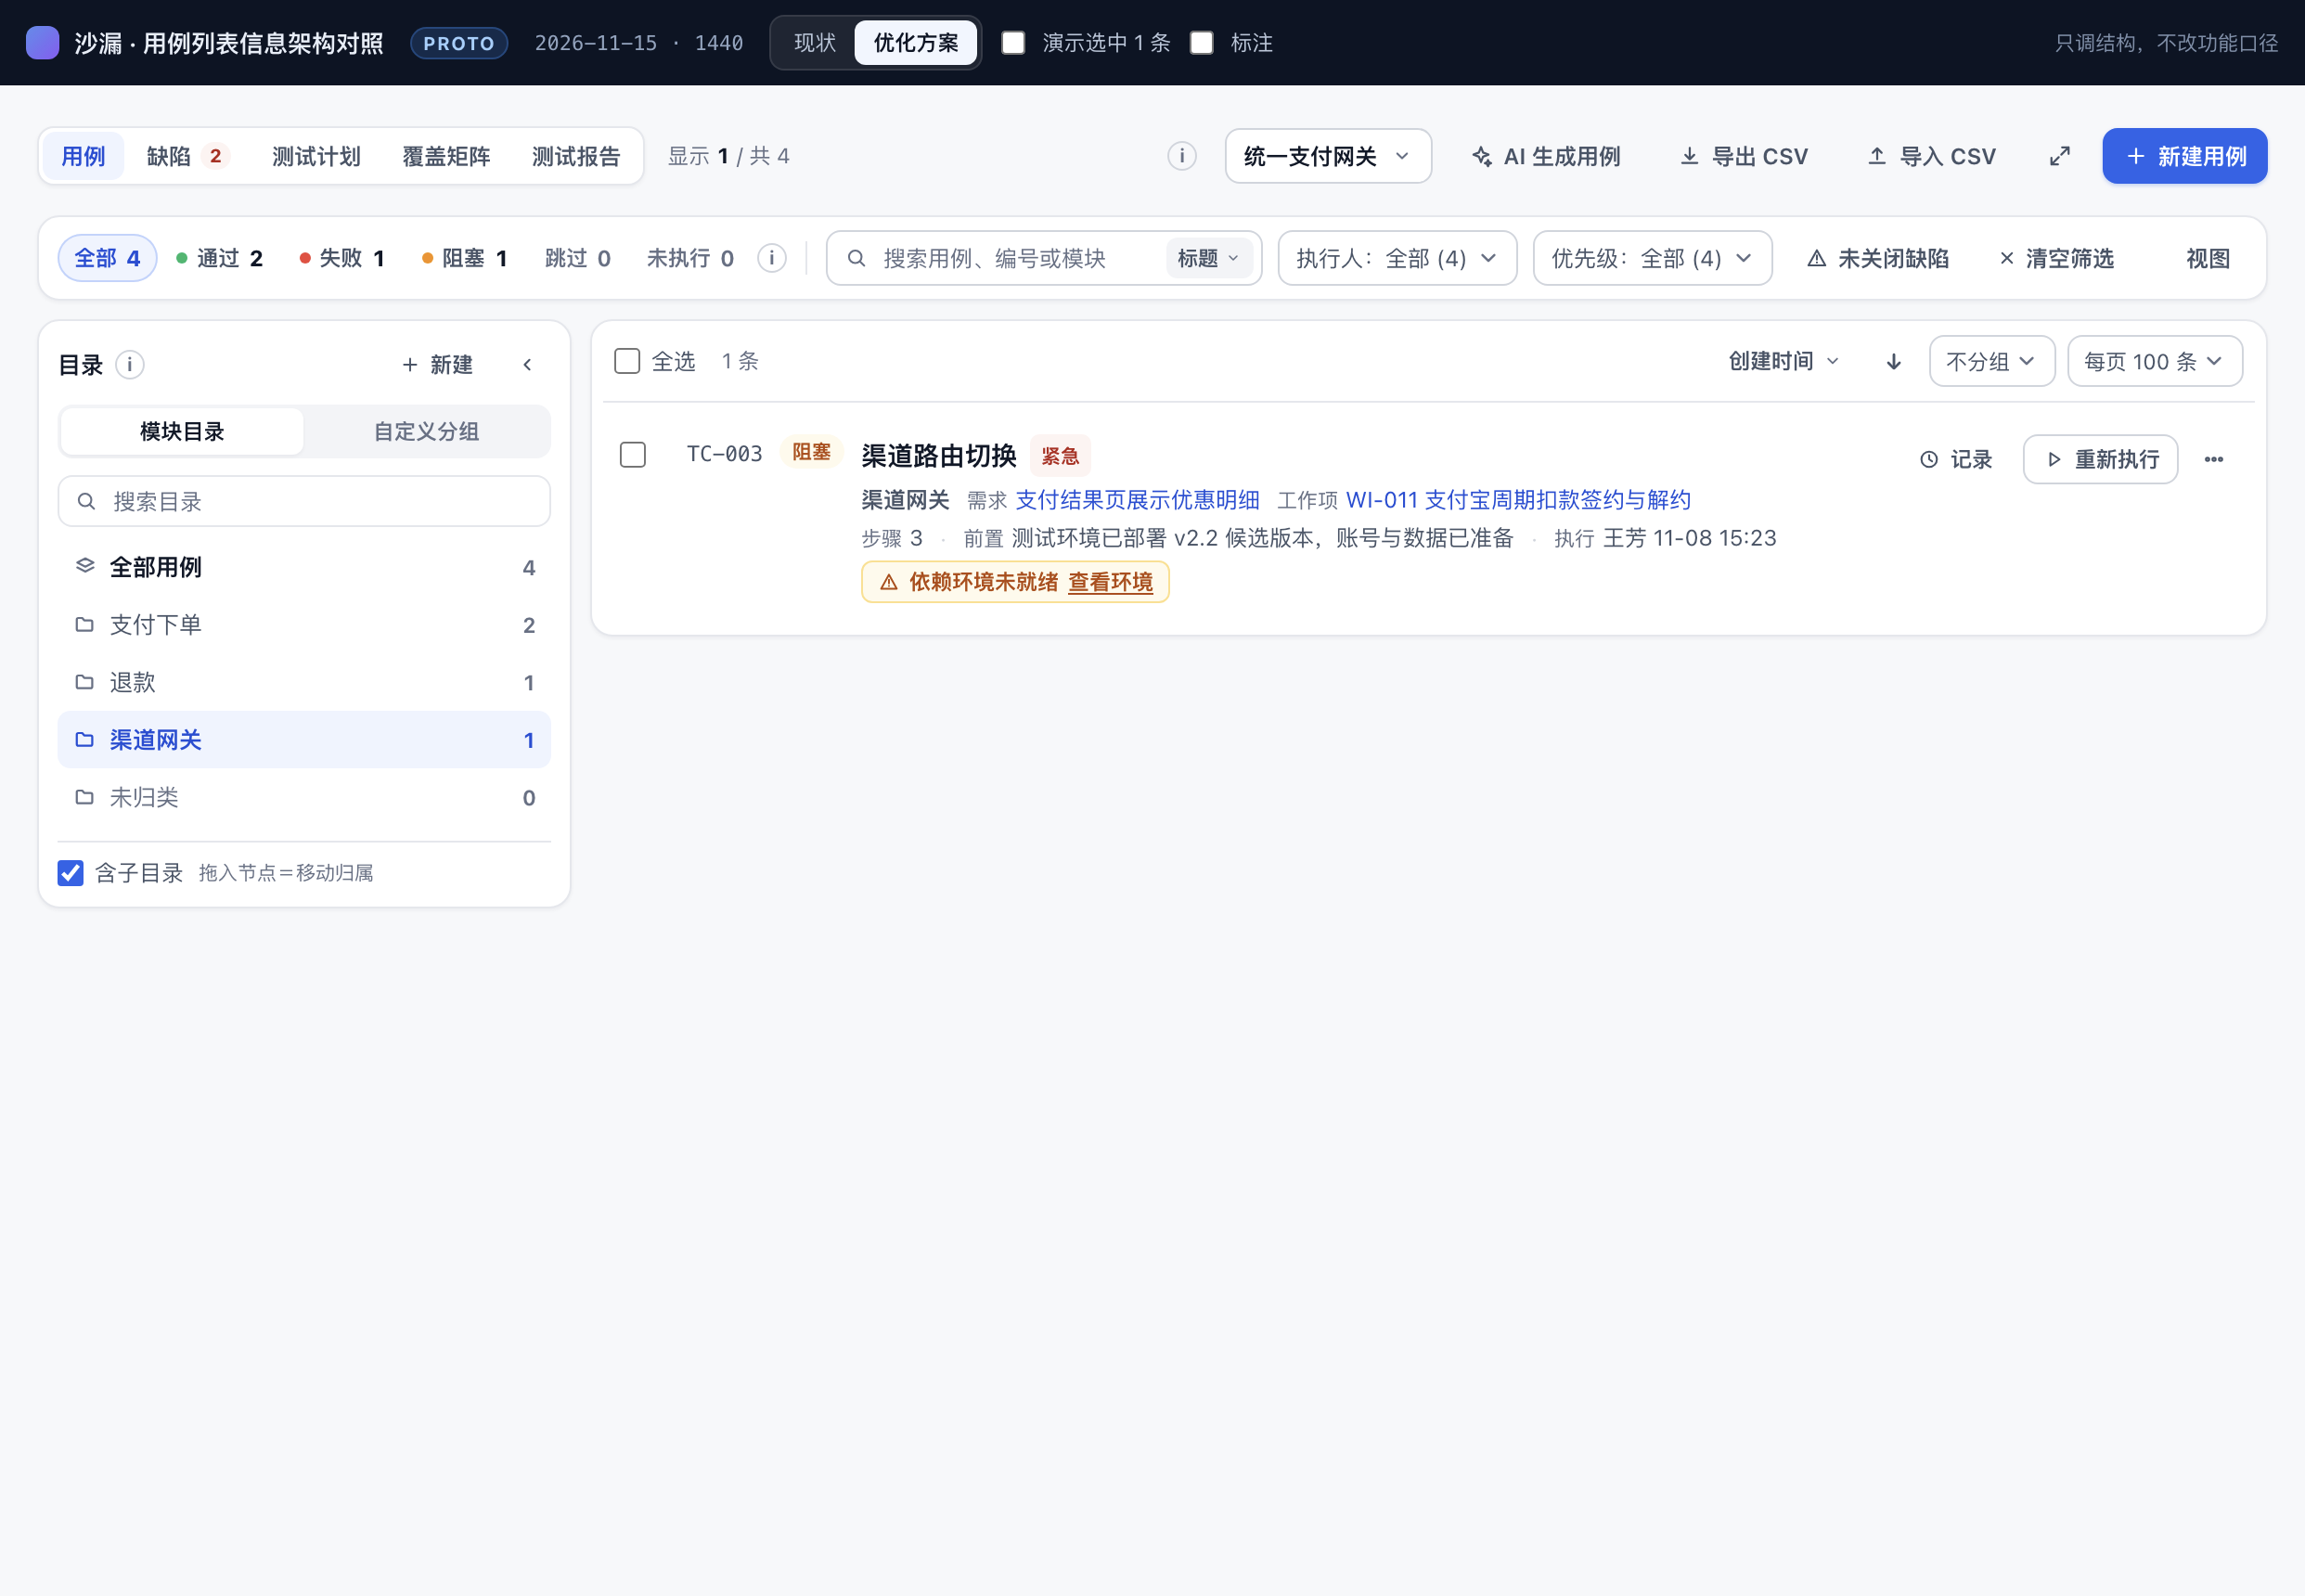 沙漏 · 用例列表信息架构对照 PROTO 2026-11-15 · 1440 现状 优化方案 演示选中 1 条 标注 只调结构，不改功能口径
用例 缺陷 2 测试计划 覆盖矩阵 测试报告 显示 1 / 共 4 i 统一支付网关 AI 生成用例 导出 CSV 导入 CSV + 新建用例
全部 4 通过 2 失败 1 阻塞 1 跳过 0 未执行 0 i 搜索用例、编号或模块 标题 执行人：全部 (4) 优先级：全部 (4) 未关闭缺陷 × 清空筛选 视图
目录 i + 新建
模块目录 自定义分组
搜索目录
全部用例 4
支付下单 2
退款 1
渠道网关 1
未归类 0
含子目录 拖入节点＝移动归属
全选 1 条 创建时间 不分组 每页 100 条
TC-003 阻塞 渠道路由切换 紧急 记录 重新执行
渠道网关 需求 支付结果页展示优惠明细 工作项 WI-011 支付宝周期扣款签约与解约
步骤 3 · 前置 测试环境已部署 v2.2 候选版本，账号与数据已准备 · 执行 王芳 11-08 15:23
依赖环境未就绪 查看环境